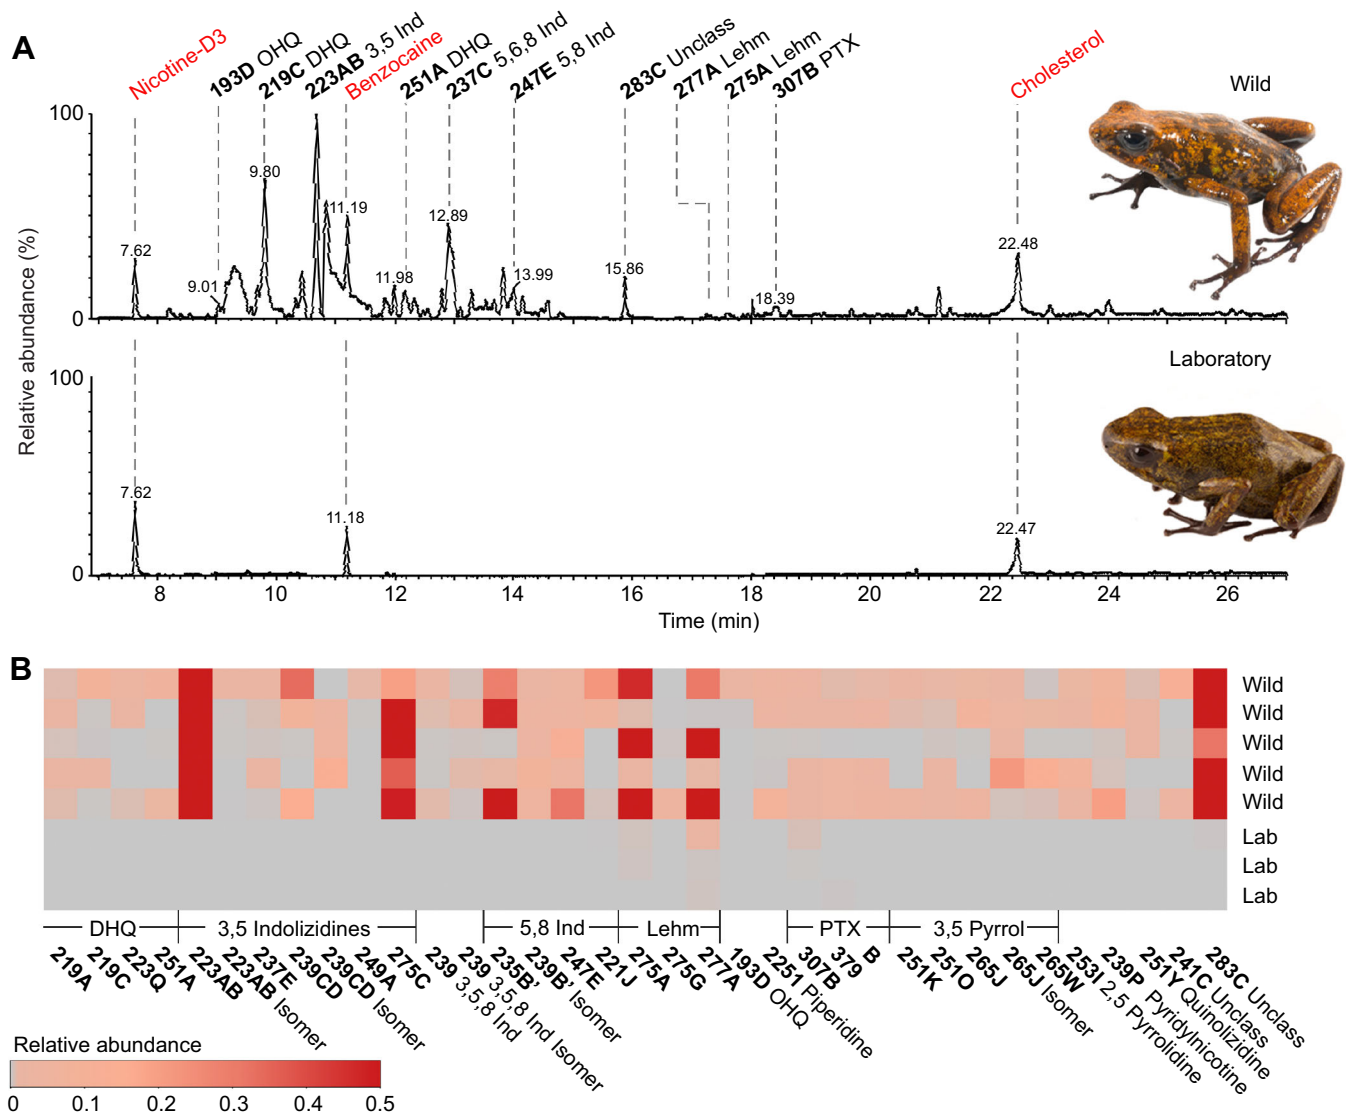 A
Nicotine-D3
193D OHQ
219C DHQ
223AB 3,5 Ind
Benzocaine
251A DHQ
237C 5,6,8 Ind
247E 5,8 Ind
283C Unclass
277A Lehm
275A Lehm
307B PTX
Cholesterol
Wild
100
0
Relative abundance (%)
7.62
9.01
9.80
11.19
11.98
12.89
13.99
15.86
18.39
22.48
Laboratory
100
0
Relative abundance (%)
7.62
11.18
22.47
8 10 12 14 16 18 20 22 24 26
Time (min)
B
Wild
Wild
Wild
Wild
Wild
Lab
Lab
Lab
DHQ 3,5 Indolizidines 5,8 Ind Lehm PTX 3,5 Pyrrol
219A
219C
223Q
251A
223AB
223AB Isomer
237E
239CD
239CD Isomer
249A
275C
239 3,5,8 Ind
239 3,5,8 Ind Isomer
235B'
239B' Isomer
247E
221J
275A
275G
277A
193D OHQ
2251 Piperidine
307B
379
B
251K
251O
265J
265J Isomer
265W
253I 2,5 Pyrrolidine
239P Pyridylnicotine
251Y Quinolizidine
241C Unclass
283C Unclass
Relative abundance
0 0.1 0.2 0.3 0.4 0.5